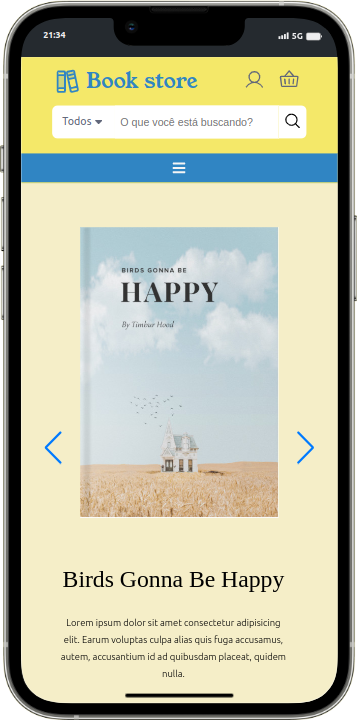 21:34
5G
Book store
Todos
O que você está buscando?
BIRDS GONNA BE
HAPPY
By Timbur Hood
Birds Gonna Be Happy
Lorem ipsum dolor sit amet consectetur adipisicing
elit. Earum voluptas culpa alias quis fuga accusamus,
autem, accusantium id ad quibusdam placeat, quidem
nulla.